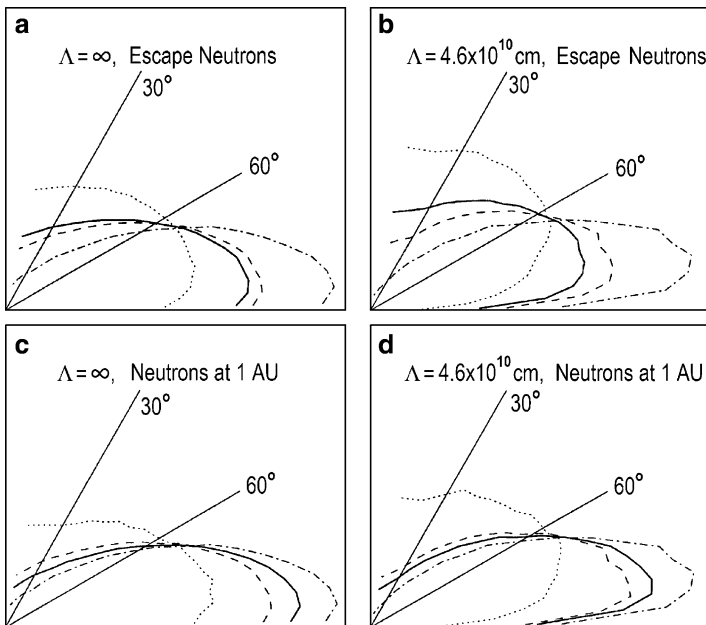 a
Λ = ∞, Escape Neutrons
30°
60°
b
Λ = 4.6x10¹⁰ cm, Escape Neutrons
30°
60°
c
Λ = ∞, Neutrons at 1 AU
30°
60°
d
Λ = 4.6x10¹⁰ cm, Neutrons at 1 AU
30°
60°